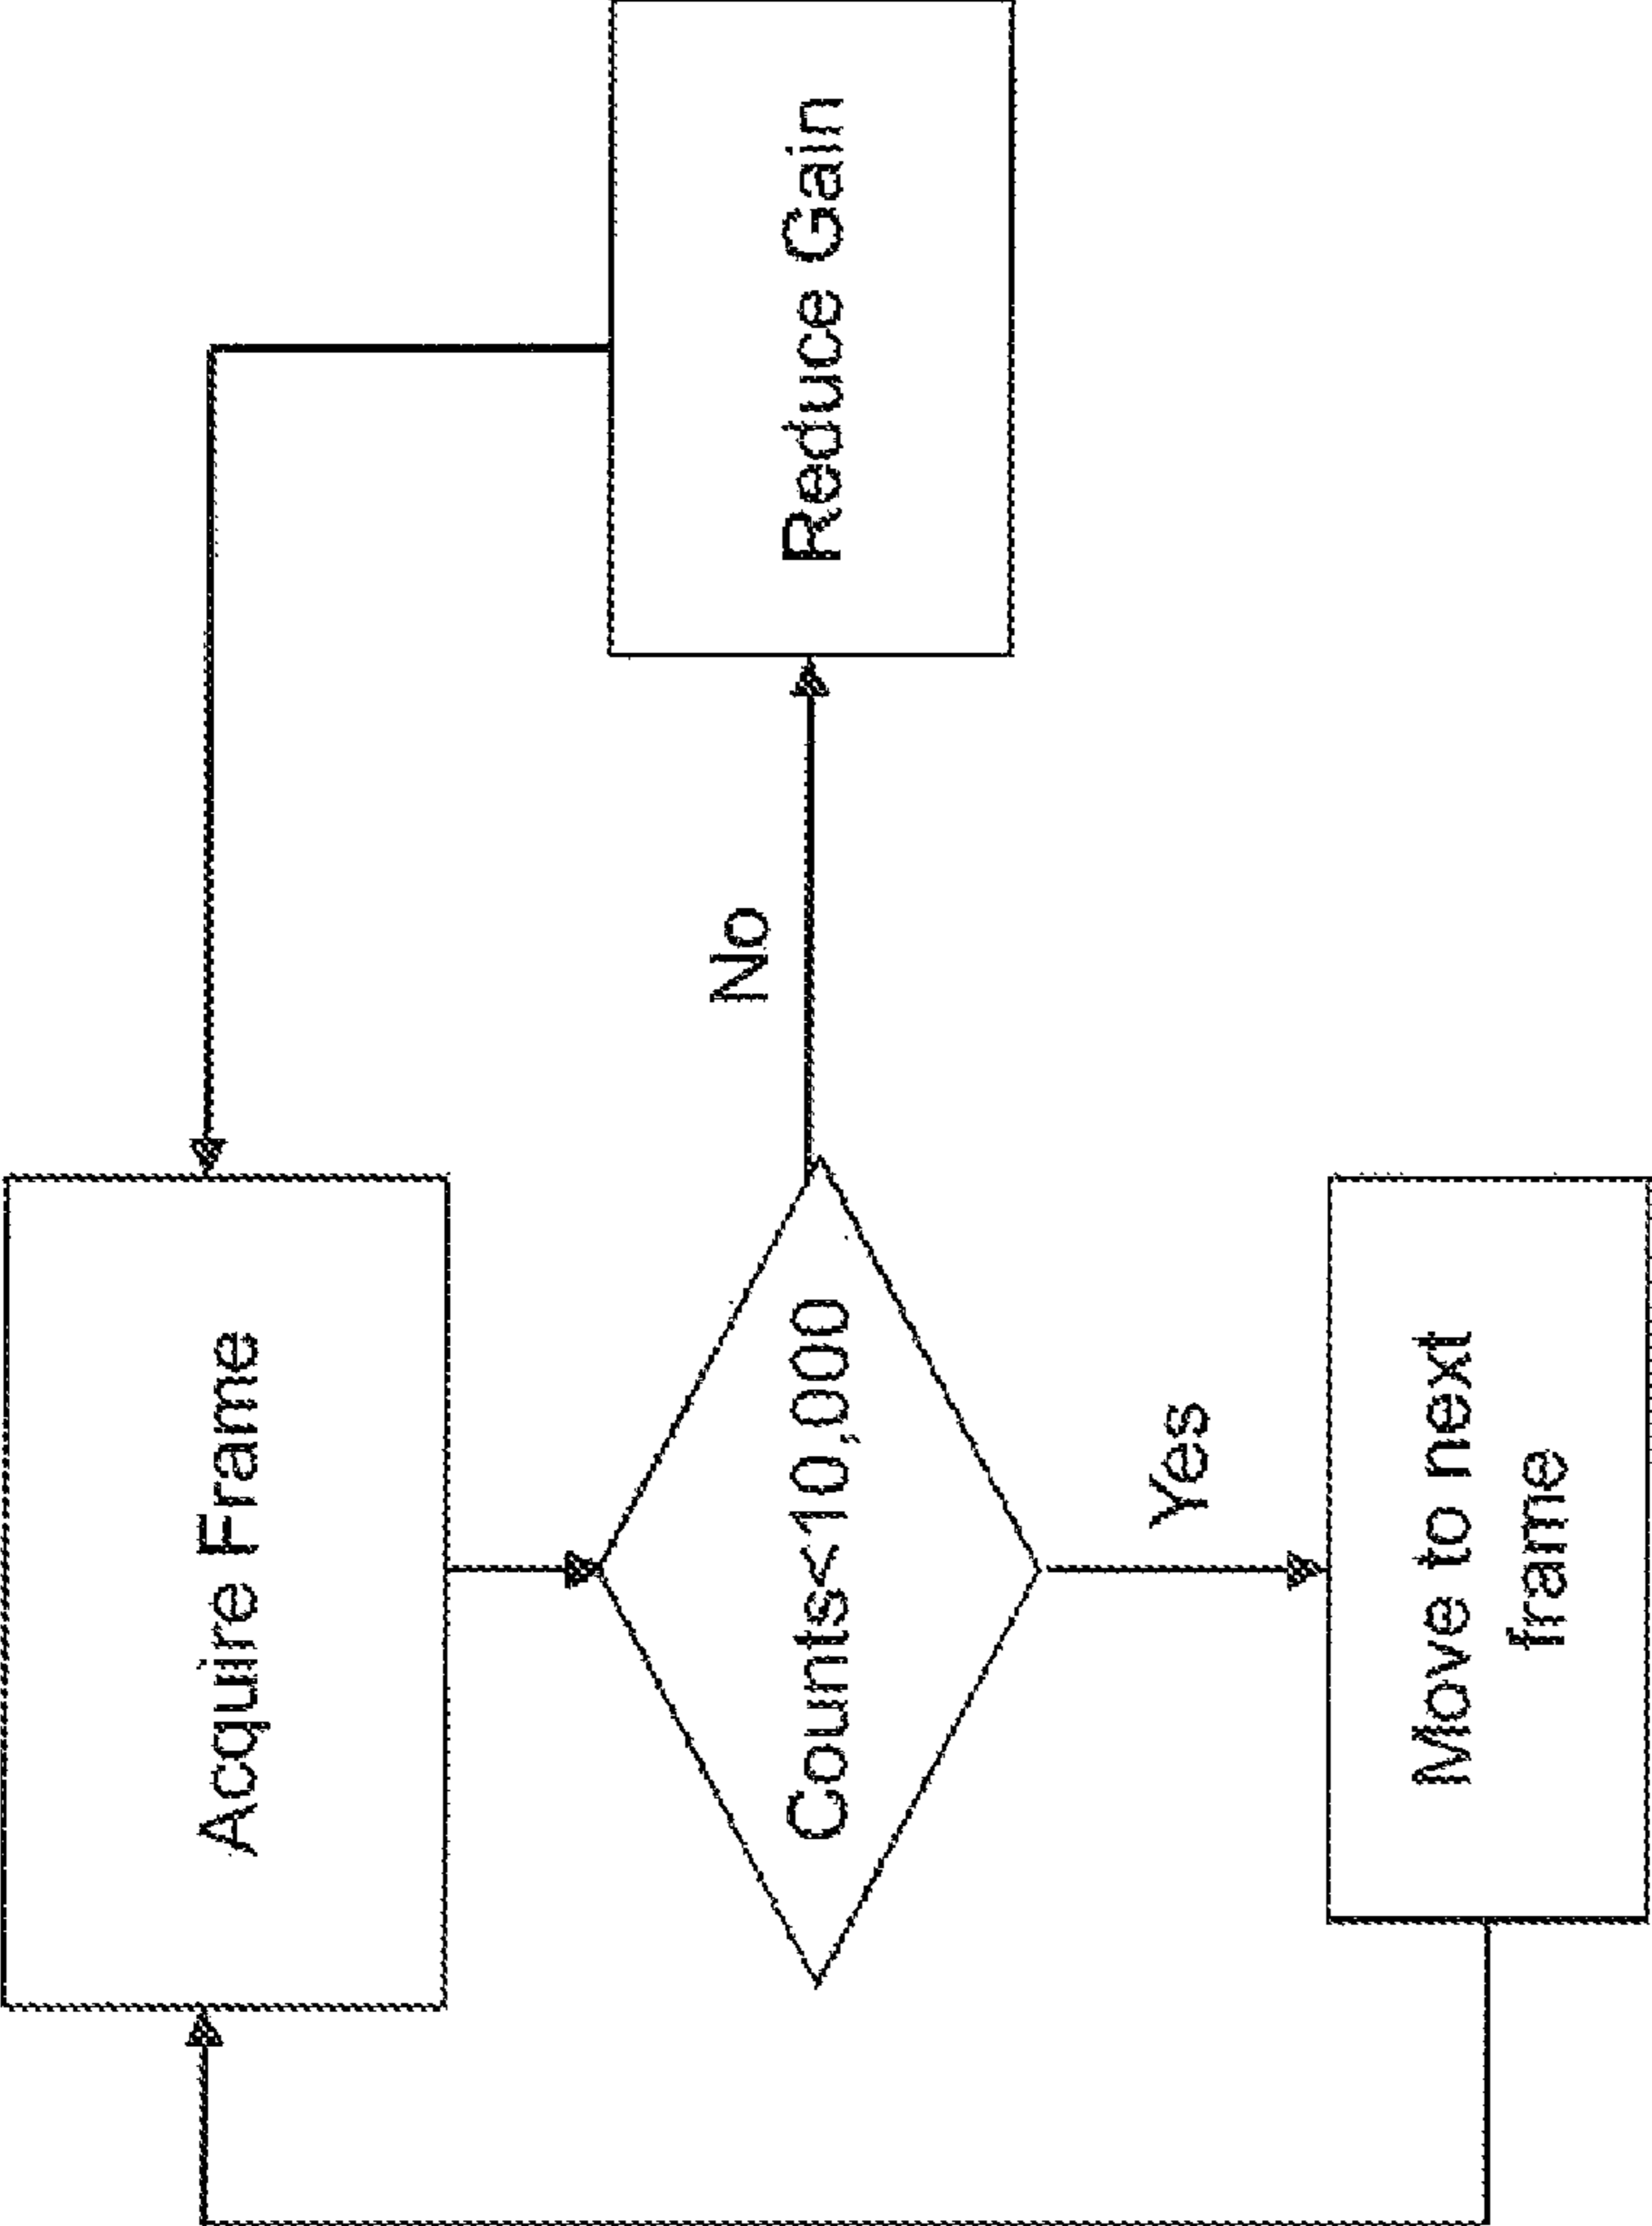 Acquire Frame
Counts<10,000
No
Reduce Gain
Yes
Move to next
frame